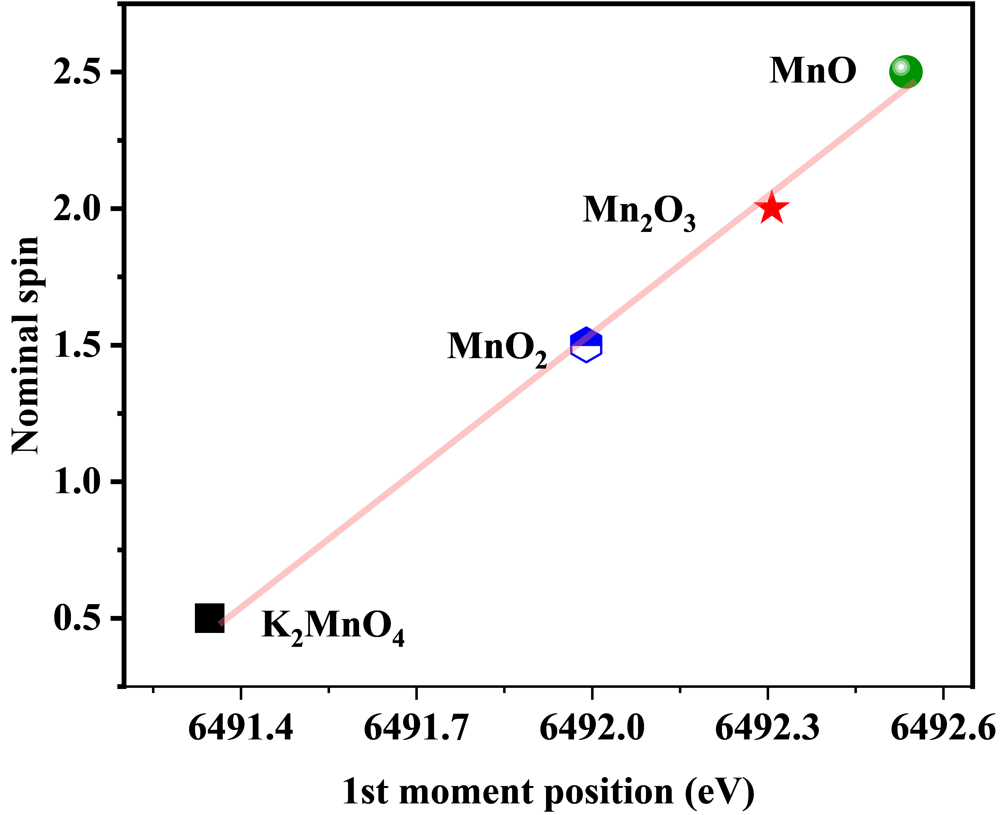 2.5
2.0
1.5
1.0
0.5
Nominal spin
MnO
Mn₂O₃
MnO₂
K₂MnO₄
6491.4 6491.7 6492.0 6492.3 6492.6
1st moment position (eV)